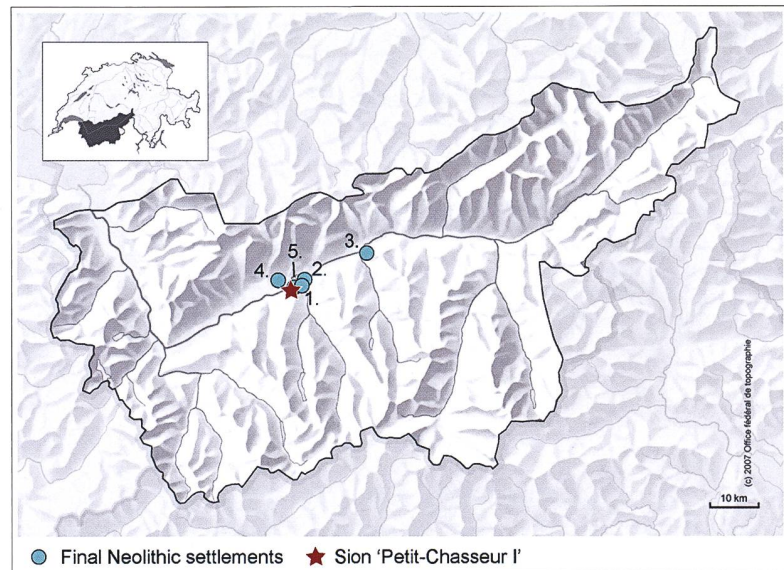 3.
5.
4.
2.
1.
(c) 2007 Office fédéral de topographie
10 km
Final Neolithic settlements
Sion 'Petit-Chasseur I'